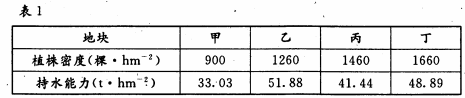 表1
地块 甲 乙 丙 丁
植株密度(棵·hm⁻²) 900 1260 1460 1660
持水能力(t·hm⁻²) 33.03 51.88 41.44 48.89